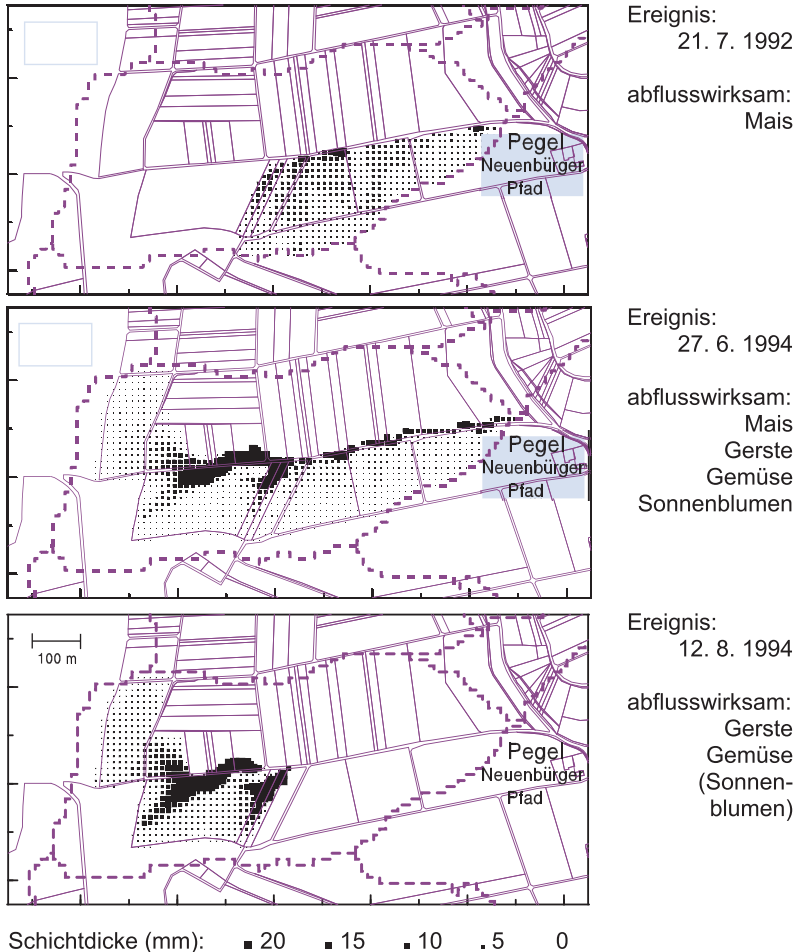 Ereignis:
21. 7. 1992
abflusswirksam:
Mais
Pegel
Neuenbürger
Pfad
Ereignis:
27. 6. 1994
abflusswirksam:
Mais
Gerste
Gemüse
Sonnenblumen
Pegel
Neuenbürger
Pfad
100 m
Ereignis:
12. 8. 1994
abflusswirksam:
Gerste
Gemüse
(Sonnen-
blumen)
Pegel
Neuenbürger
Pfad
Schichtdicke (mm): 20 15 10 5 0